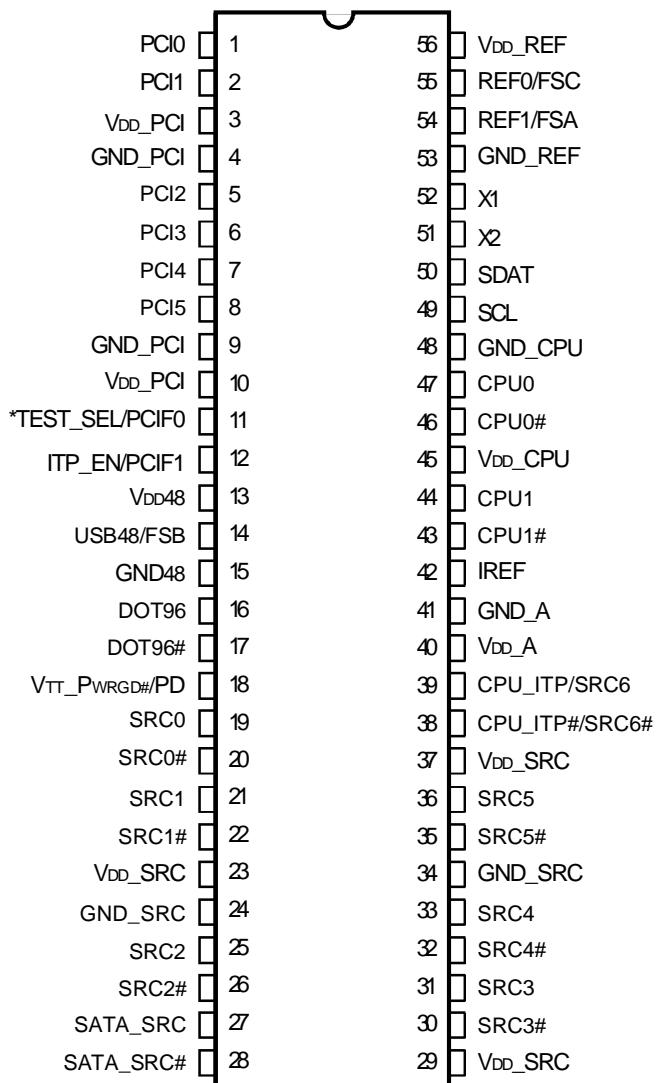 PCI0 1 56 VDD_REF
PCI1 2 55 REF0/FSC
VDD_PCI 3 54 REF1/FSA
GND_PCI 4 53 GND_REF
PCI2 5 52 X1
PCI3 6 51 X2
PCI4 7 50 SDAT
PCI5 8 49 SCL
GND_PCI 9 48 GND_CPU
VDD_PCI 10 47 CPU0
*TEST_SEL/PCIF0 11 46 CPU0#
ITP_EN/PCIF1 12 45 VDD_CPU
VDD48 13 44 CPU1
USB48/FSB 14 43 CPU1#
GND48 15 42 IREF
DOT96 16 41 GND_A
DOT96# 17 40 VDD_A
VTT_PWRGD#/PD 18 39 CPU_ITP/SRC6
SRC0 19 38 CPU_ITP#/SRC6#
SRC0# 20 37 VDD_SRC
SRC1 21 36 SRC5
SRC1# 22 35 SRC5#
VDD_SRC 23 34 GND_SRC
GND_SRC 24 33 SRC4
SRC2 25 32 SRC4#
SRC2# 26 31 SRC3
SATA_SRC 27 30 SRC3#
SATA_SRC# 28 29 VDD_SRC